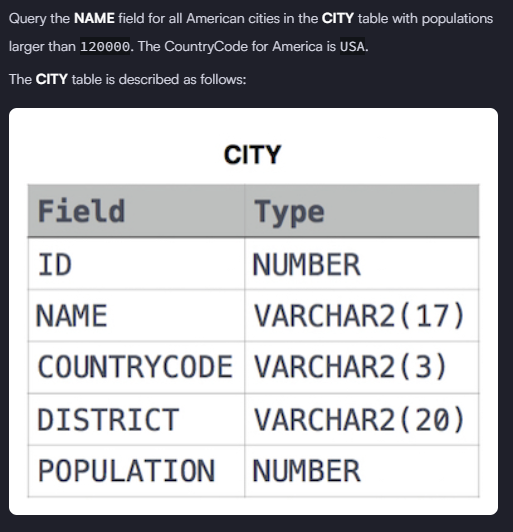 Query the NAME field for all American cities in the CITY table with populations
larger than 120000. The CountryCode for America is USA.
The CITY table is described as follows:
CITY
Field Type
ID NUMBER
NAME VARCHAR2(17)
COUNTRYCODE VARCHAR2(3)
DISTRICT VARCHAR2(20)
POPULATION NUMBER